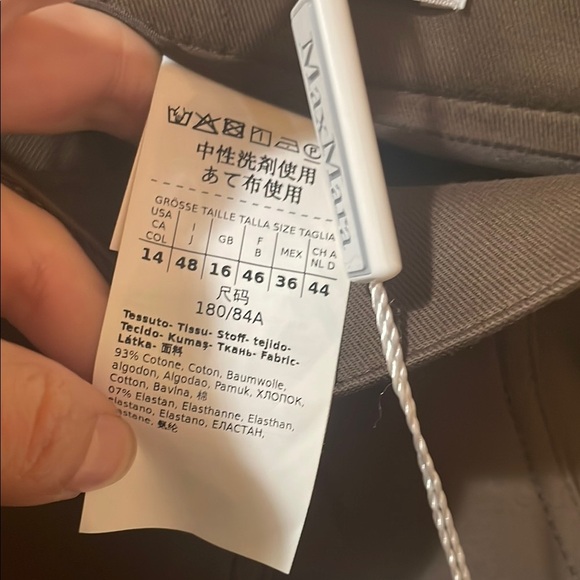 MaxMara
中性洗剤使用
あて布使用
GRÖSSE TAILLE TALLA SIZE TAGLIA
USA CA COL | I J | GB | F B | MEX | CH A NL D
14 | 48 | 16 | 46 | 36 | 44
尺码
180/84A
Tessuto- Tissu- Stoff- tejido-
Tecido- Kumaş- Ткань- Fabric-
Látka- 面料
93% Cotone, Coton, Baumwolle,
algodon, Algodao, Pamuk, ХЛОПОК,
Cotton, Bavlna, 棉
07% Elastan, Elasthanne, Elasthan,
elastano, Elastano, ЕЛАСТАН,
氨纶